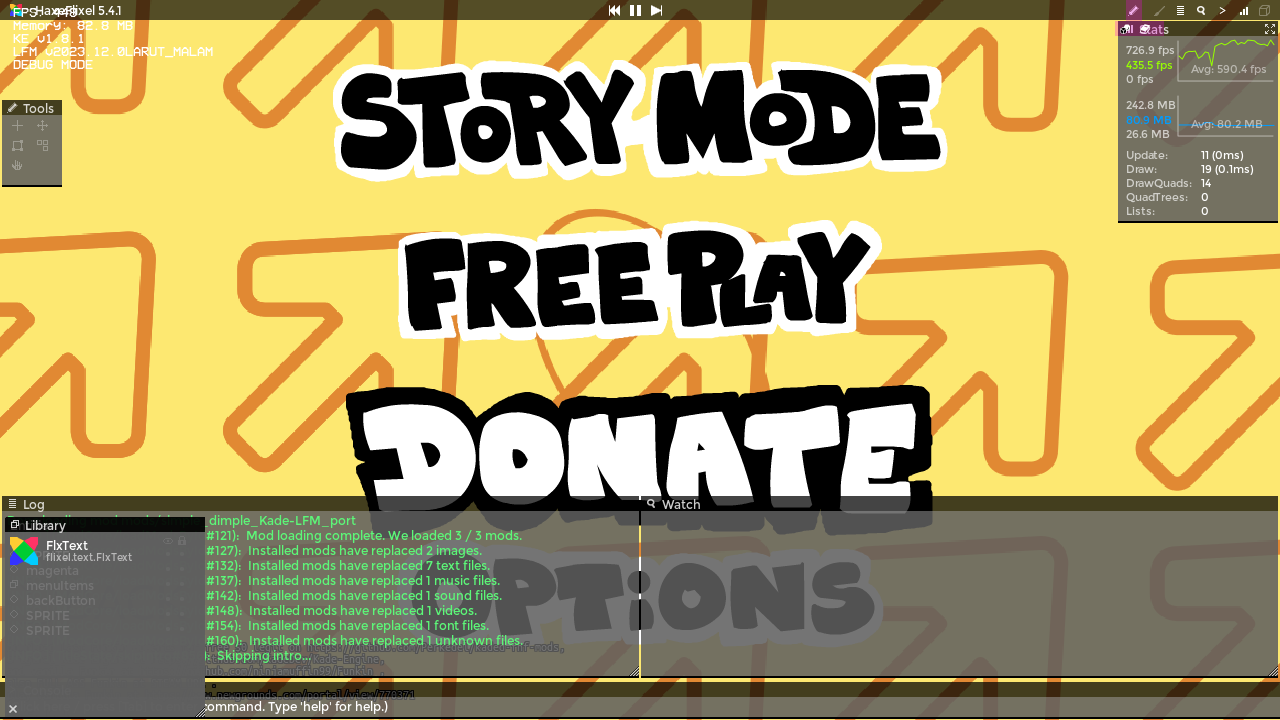 HaxeFlixel 5.4.1
Memory: 82.8 MB
KE v1.8.1
LFM v2023.12.0LARUT_MALAM
DEBUG MODE
Tools
STORY MODE
FREEPLAY
DONATE
OPTIONS
Stats
726.9 fps
435.5 fps
0 fps
Avg: 590.4 fps
242.8 MB
26.6 MB
Avg: 80.2 MB
Update: 11 (0ms)
Draw: 19 (0.1ms)
DrawQuads: 14
QuadTrees: 0
Lists: 0
Log
dimple_Kade-LFM_port
#121): Mod loading complete. We loaded 3 / 3 mods.
#127): Installed mods have replaced 2 images.
#132): Installed mods have replaced 7 text files.
#137): Installed mods have replaced 1 music files.
#142): Installed mods have replaced 1 sound files.
#148): Installed mods have replaced 1 videos.
#154): Installed mods have replaced 1 font files.
#160): Installed mods have replaced 1 unknown files.
): Skipping intro...
Library
FlxText
flixel.text.FlxText
magenta
menuItems
backButton
SPRITE
SPRITE
Watch
command. Type 'help' for help.)